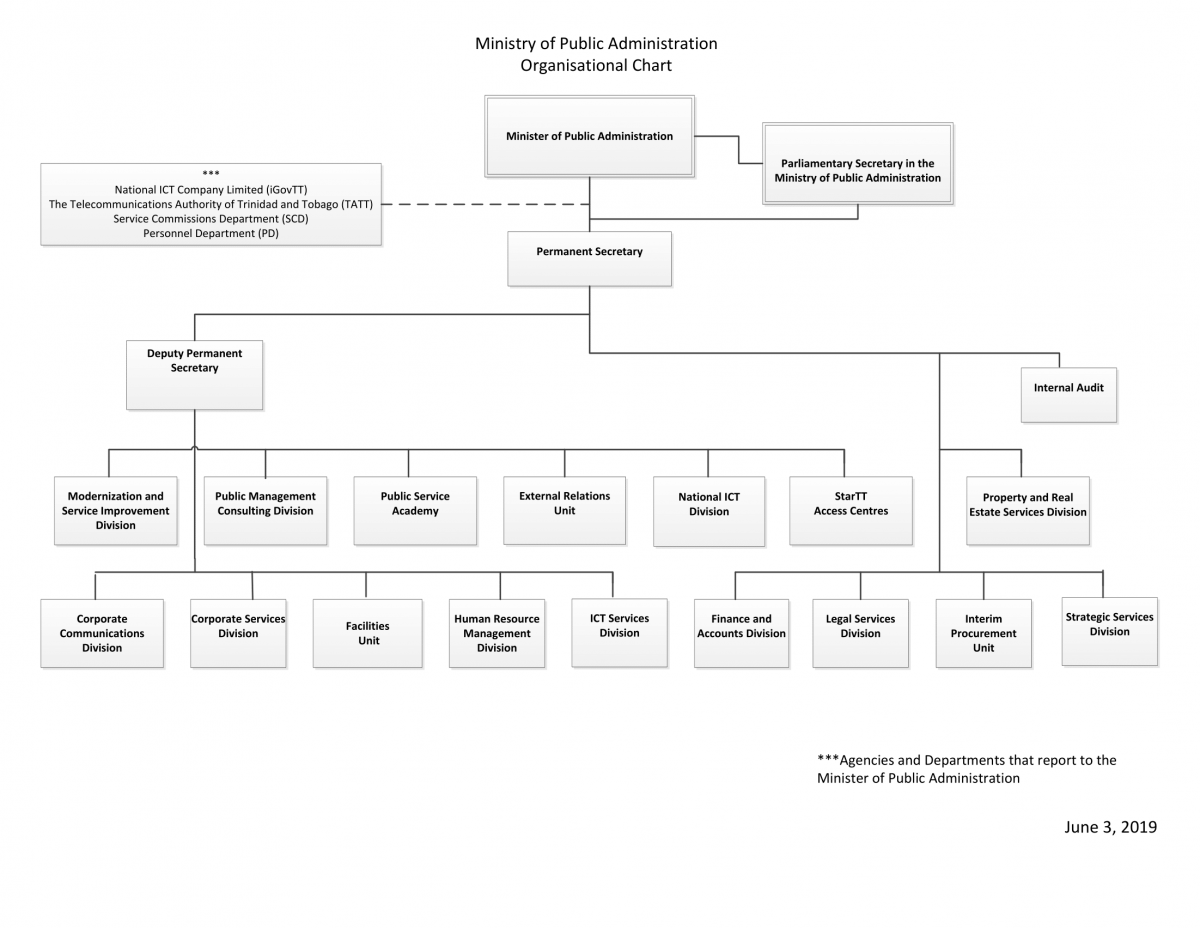 Ministry of Public Administration
Organisational Chart
Minister of Public Administration
Parliamentary Secretary in the
Ministry of Public Administration
***
National ICT Company Limited (iGovTT)
The Telecommunications Authority of Trinidad and Tobago (TATT)
Service Commissions Department (SCD)
Personnel Department (PD)
Permanent Secretary
Deputy Permanent
Secretary
Internal Audit
Modernization and
Service Improvement
Division
Public Management
Consulting Division
Public Service
Academy
External Relations
Unit
National ICT
Division
StarTT
Access Centres
Property and Real
Estate Services Division
Corporate
Communications
Division
Corporate Services
Division
Facilities
Unit
Human Resource
Management
Division
ICT Services
Division
Finance and
Accounts Division
Legal Services
Division
Interim
Procurement
Unit
Strategic Services
Division
***Agencies and Departments that report to the
Minister of Public Administration
June 3, 2019